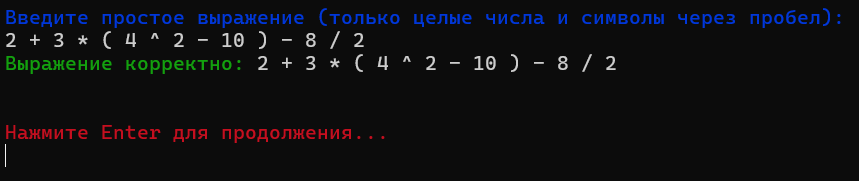 Введите простое выражение (только целые числа и символы через пробел):
2 + 3 * ( 4 ^ 2 - 10 ) - 8 / 2
Выражение корректно: 2 + 3 * ( 4 ^ 2 - 10 ) - 8 / 2
Нажмите Enter для продолжения...